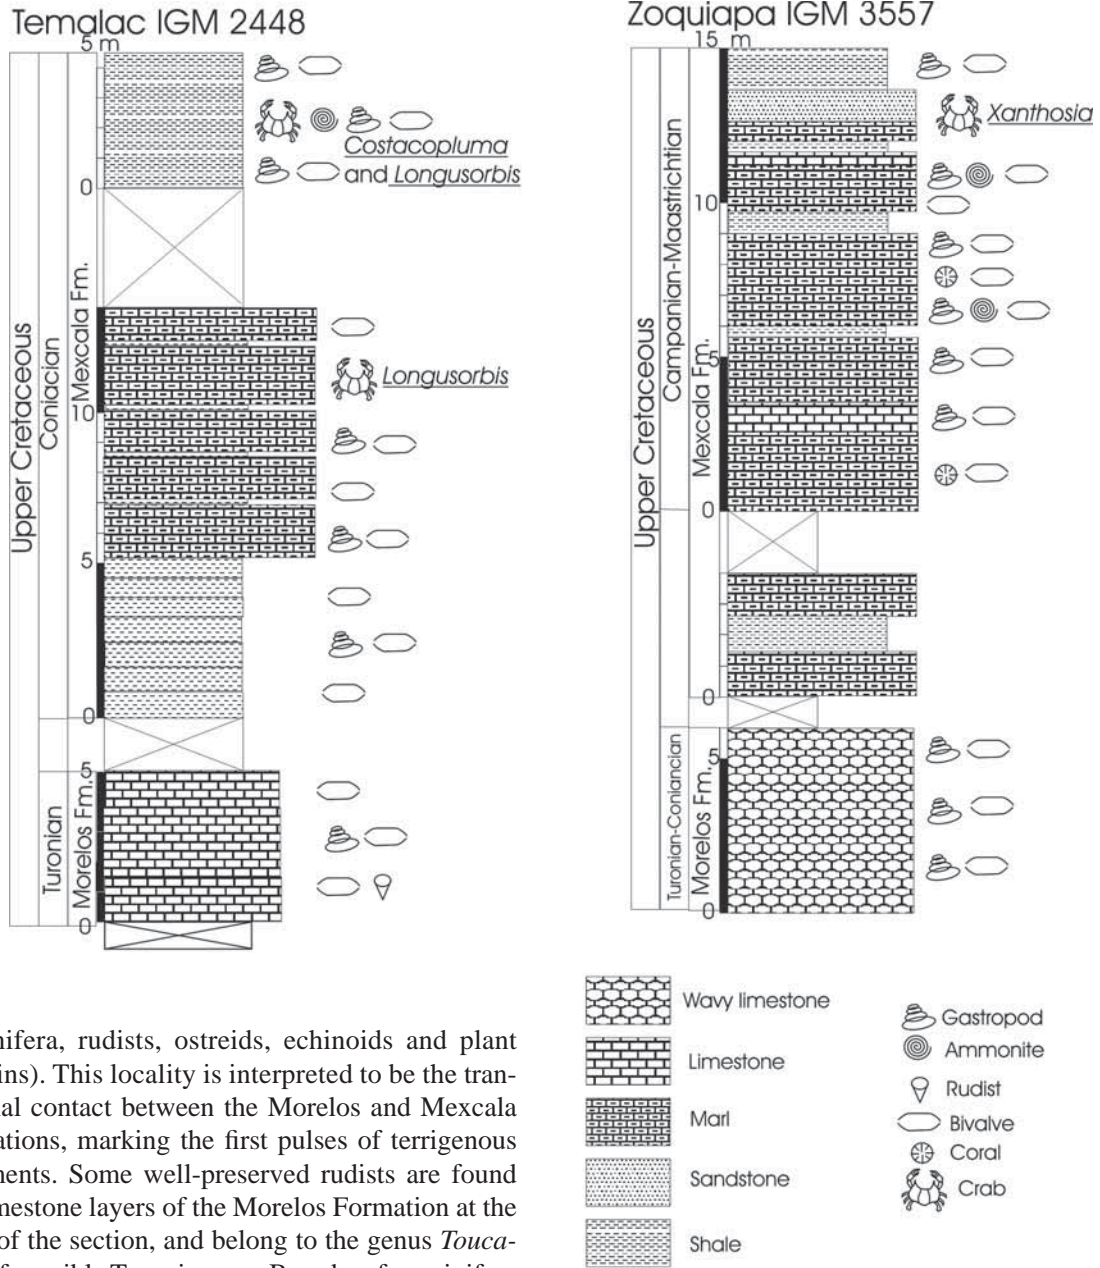 Temalac IGM 2448
5 m
Costacopluma
and Longusorbis
0
Longusorbis
10
5
0
5
0
Upper Cretaceous
Coniacian
Mexcala Fm.
Turonian
Morelos Fm.
Zoquiapa IGM 3557
15 m
Xanthosia
10
5
0
0
5
0
Upper Cretaceous
Campanian-Maastrichtian
Mexcala Fm.
Turonian-Coniancian
Morelos Fm.
Wavy limestone
Limestone
Marl
Sandstone
Shale
Gastropod
Ammonite
Rudist
Bivalve
Coral
Crab
nifera, rudists, ostreids, echinoids and plant
ins). This locality is interpreted to be the tran-
al contact between the Morelos and Mexcala
ations, marking the first pulses of terrigenous
nents. Some well-preserved rudists are found
mestone layers of the Morelos Formation at the
of the section, and belong to the genus Touca-